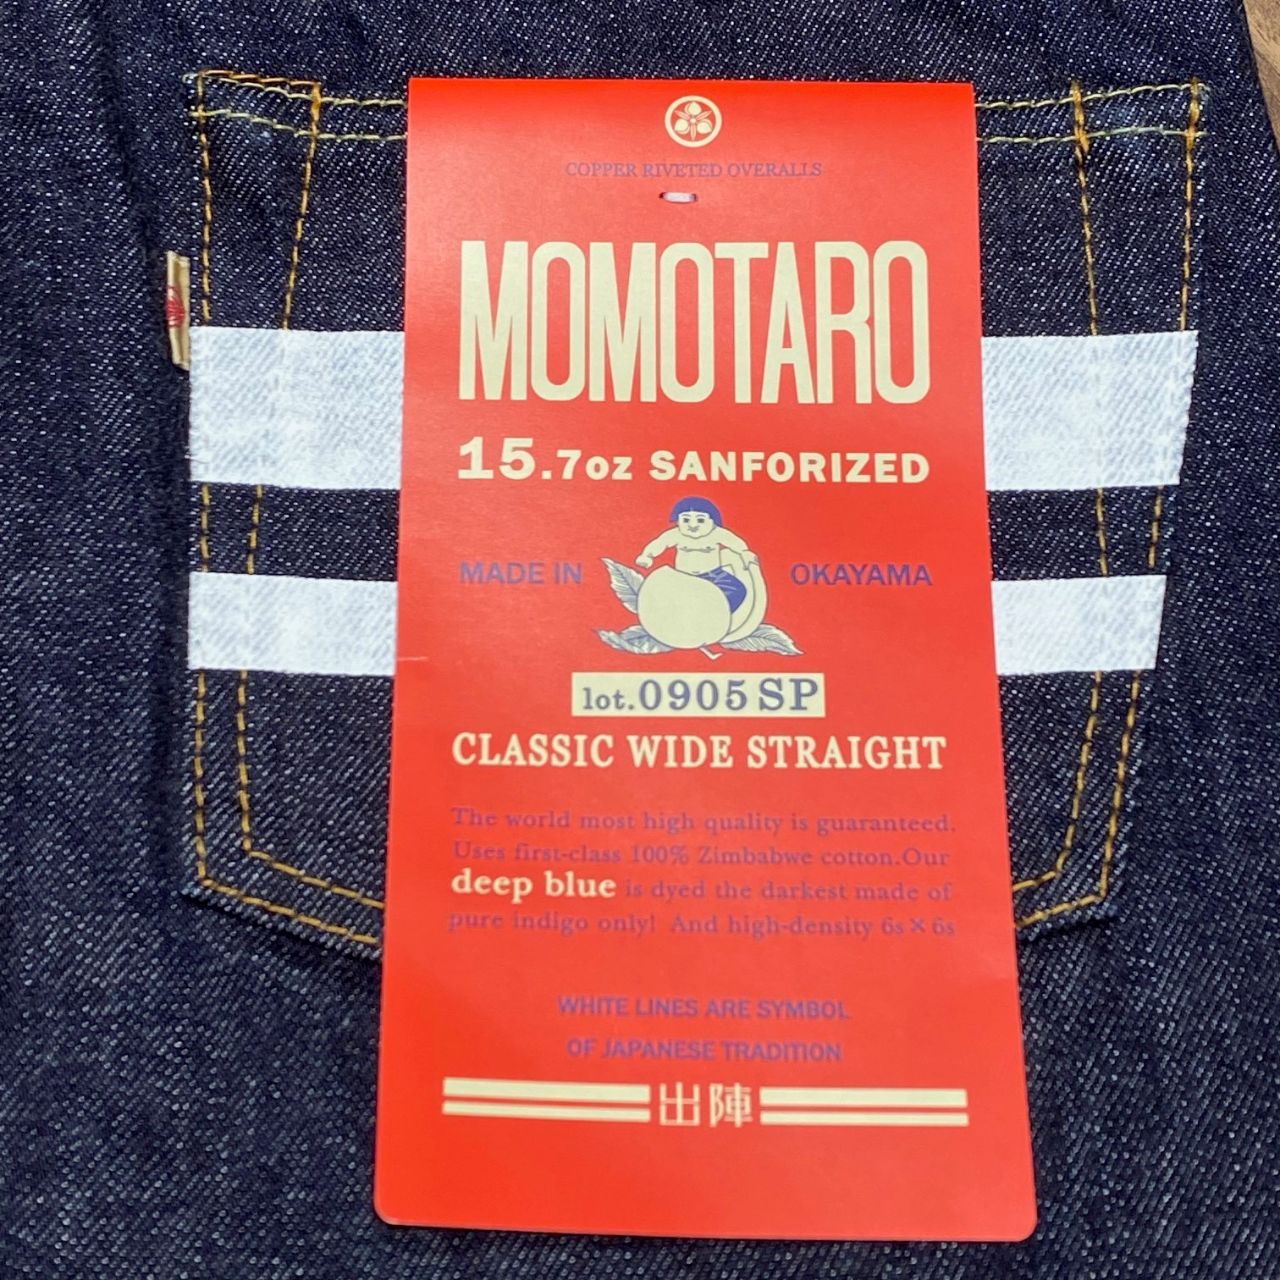 COPPER RIVETED OVERALLS
MOMOTARO
15.7oz SANFORIZED
MADE IN OKAYAMA
lot.0905 SP
CLASSIC WIDE STRAIGHT
The world most high quality is guaranteed.
Uses first-class 100% Zimbabwe cotton.Our
deep blue is dyed the darkest made of
pure indigo only! And high-density 6s×6s
WHITE LINES ARE SYMBOL
OF JAPANESE TRADITION
出陣